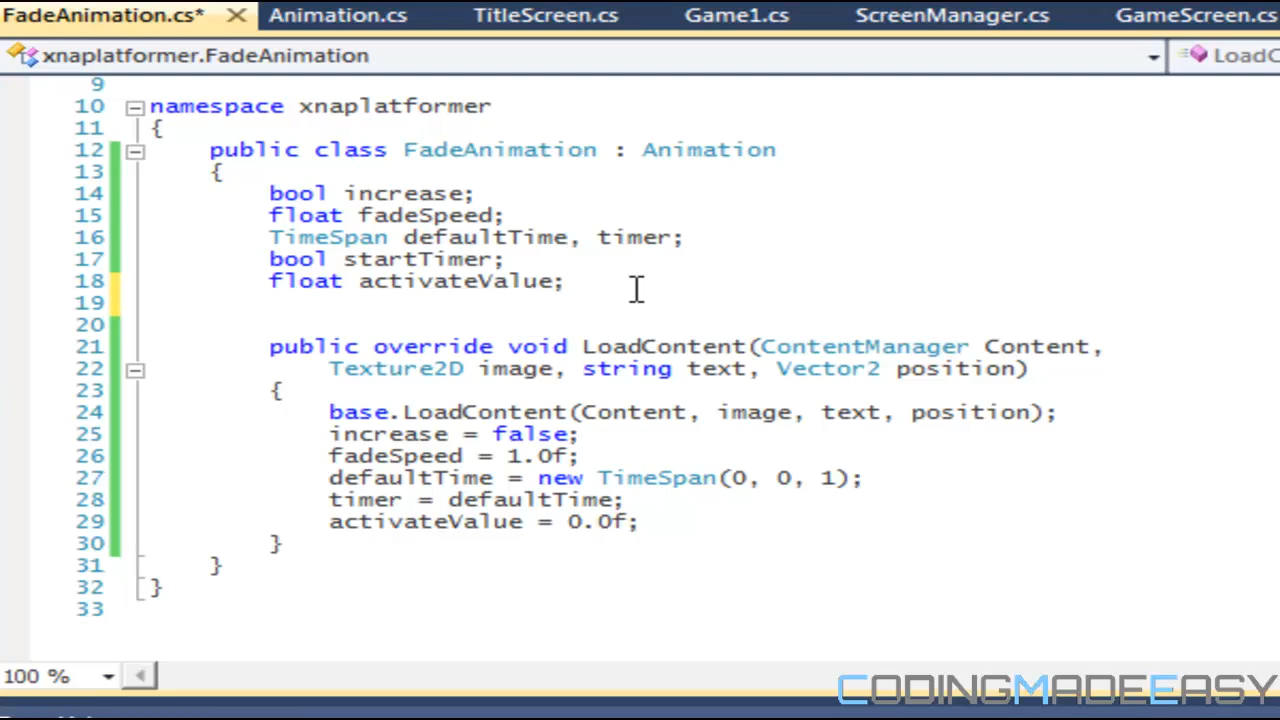 FadeAnimation.cs* Animation.cs TitleScreen.cs Game1.cs ScreenManager.cs GameScreen.cs
xnaplatformer.FadeAnimation LoadC
9
10 namespace xnaplatformer
11 {
12 public class FadeAnimation : Animation
13 {
14 bool increase;
15 float fadeSpeed;
16 TimeSpan defaultTime, timer;
17 bool startTimer;
18 float activateValue;
19
20
21 public override void LoadContent(ContentManager Content,
22 Texture2D image, string text, Vector2 position)
23 {
24 base.LoadContent(Content, image, text, position);
25 increase = false;
26 fadeSpeed = 1.0f;
27 defaultTime = new TimeSpan(0, 0, 1);
28 timer = defaultTime;
29 activateValue = 0.0f;
30 }
31 }
32 }
33
100 %
CODINGMADEEASY